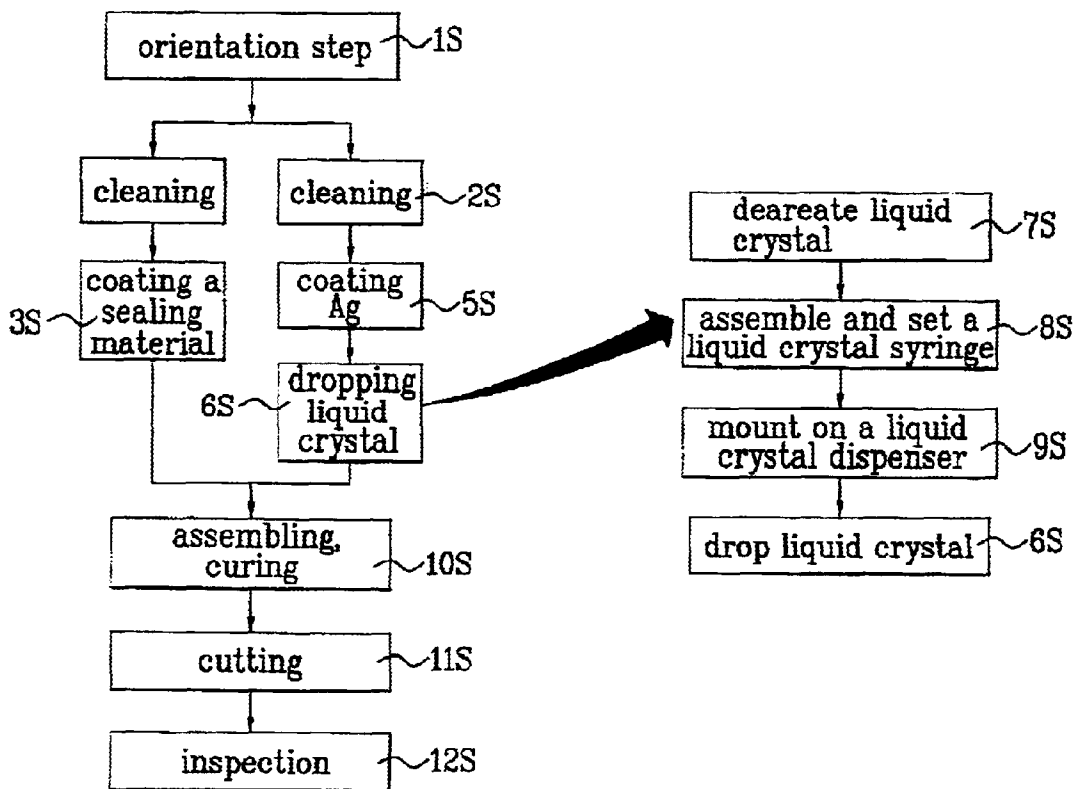 orientation step
1S
cleaning
cleaning
2S
coating a
sealing
material
3S
coating
Ag
5S
dropping
liquid
crystal
6S
assembling,
curing
10S
cutting
11S
inspection
12S
deareate liquid
crystal
7S
assemble and set a
liquid crystal syringe
8S
mount on a liquid
crystal dispenser
9S
drop liquid crystal
6S